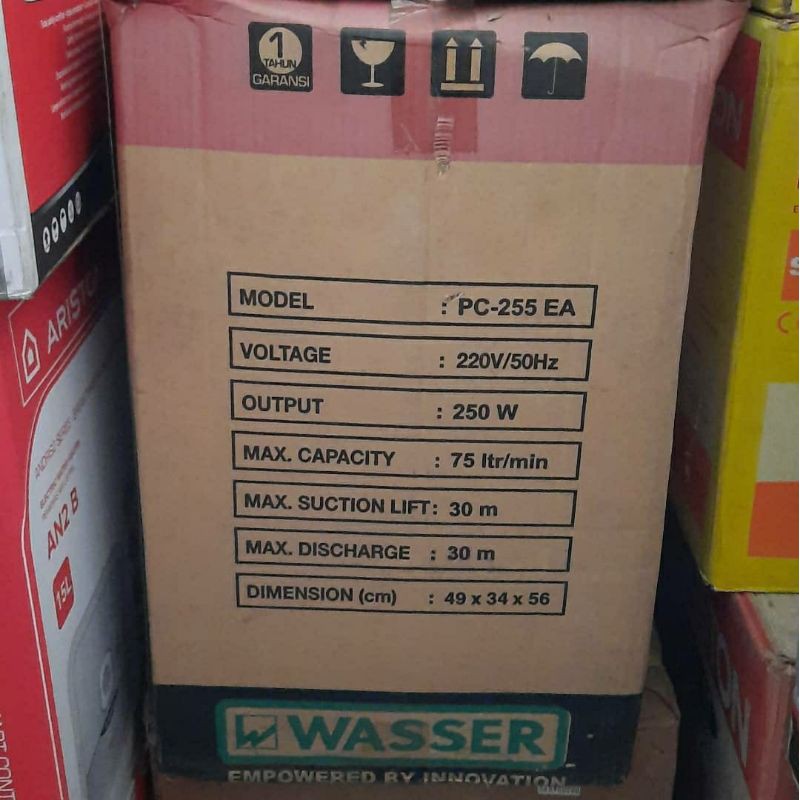 1
TAHUN
GARANSI
MODEL : PC-255 EA
VOLTAGE : 220V/50Hz
OUTPUT : 250 W
MAX. CAPACITY : 75 ltr/min
MAX. SUCTION LIFT : 30 m
MAX. DISCHARGE : 30 m
DIMENSION (cm) : 49 x 34 x 56
WASSER
EMPOWERED BY INNOVATION
ARISTON
AN2 B
15L
ON